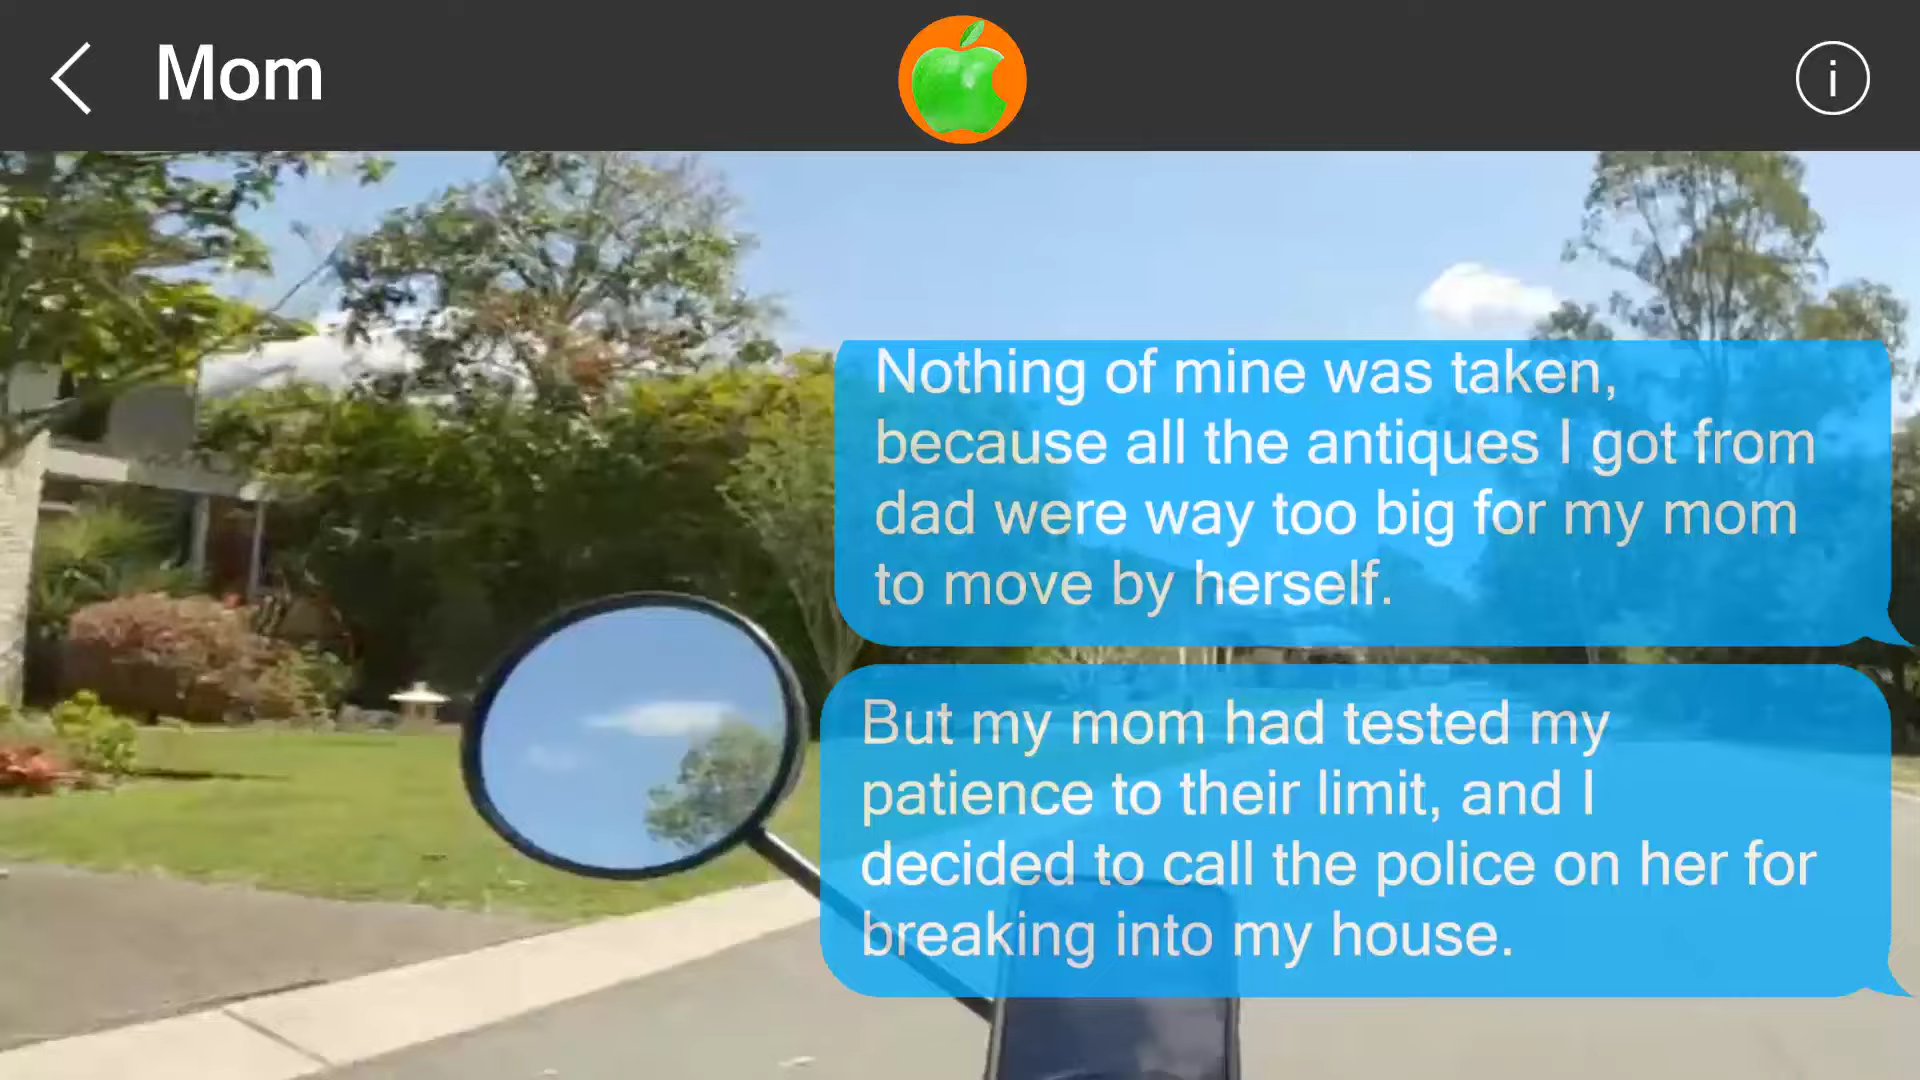 Mom
i
Nothing of mine was taken,
because all the antiques I got from
dad were way too big for my mom
to move by herself.
But my mom had tested my
patience to their limit, and I
decided to call the police on her for
breaking into my house.